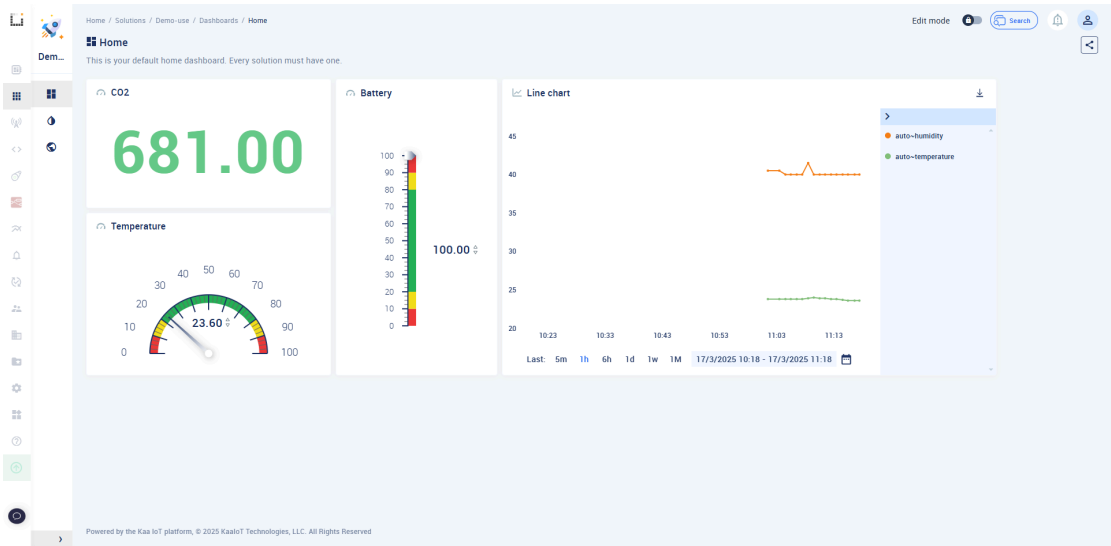 Home / Solutions / Demo-use / Dashboards / Home
Edit mode
Search
Dem...
Home
This is your default home dashboard. Every solution must have one.
CO2
681.00
Temperature
0
10
20
30
40
50
60
70
80
90
100
23.60
Battery
100
90
80
70
60
50
40
30
20
10
0
100.00
Line chart
45
40
35
30
25
20
10:23 10:33 10:43 10:53 11:03 11:13
auto~humidity
auto~temperature
Last: 5m 1h 6h 1d 1w 1M 17/3/2025 10:18 - 17/3/2025 11:18
Powered by the Kaa IoT platform, © 2025 KaaIoT Technologies, LLC. All Rights Reserved